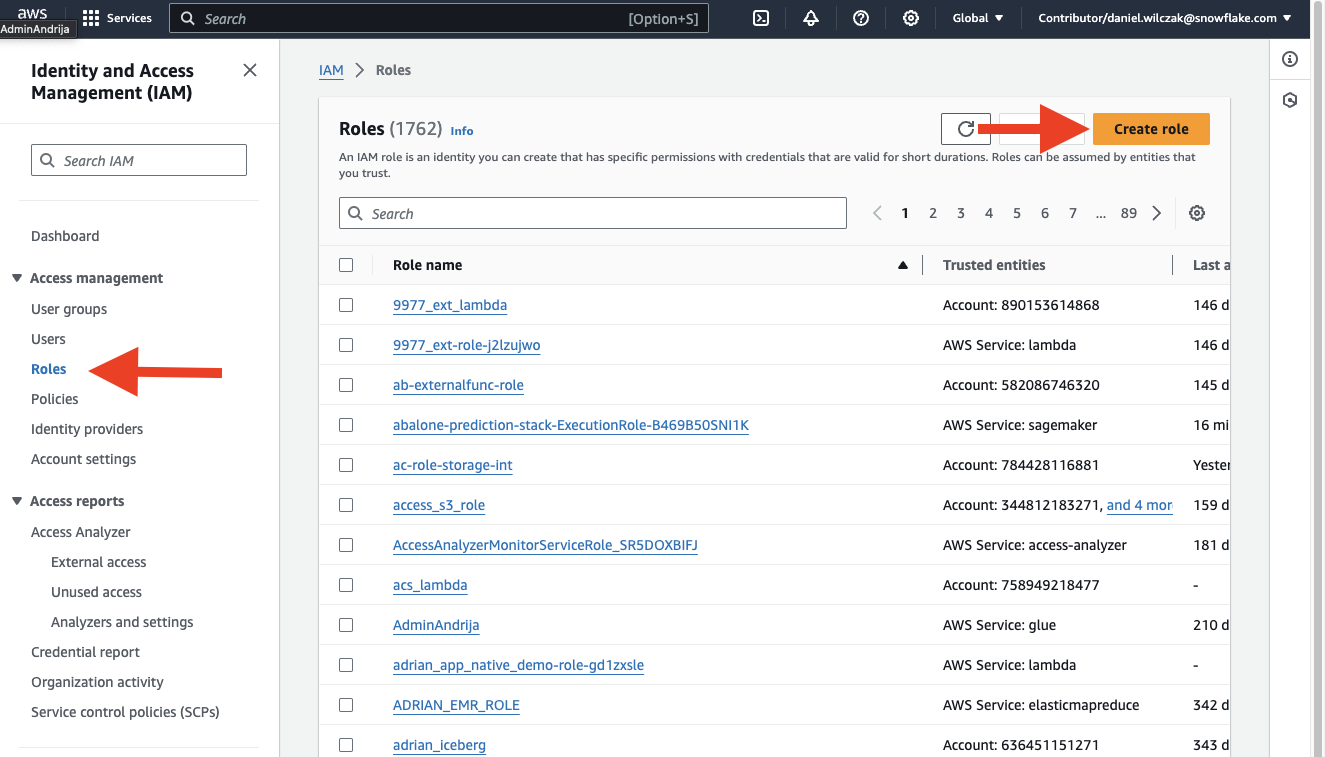 aws
Services
Search
[Option+S]
Global
Contributor/daniel.wilczak@snowflake.com
AdminAndrija
Identity and Access
Management (IAM)
Search IAM
Dashboard
Access management
User groups
Users
Roles
Policies
Identity providers
Account settings
Access reports
Access Analyzer
External access
Unused access
Analyzers and settings
Credential report
Organization activity
Service control policies (SCPs)
IAM > Roles
Roles (1762) Info
Create role
An IAM role is an identity you can create that has specific permissions with credentials that are valid for short durations. Roles can be assumed by entities that
you trust.
Search
1 2 3 4 5 6 7 ... 89
Role name Trusted entities Last a
9977_ext_lambda Account: 890153614868 146 d
9977_ext-role-j2lzujwo AWS Service: lambda 146 d
ab-externalfunc-role Account: 582086746320 145 d
abalone-prediction-stack-ExecutionRole-B469B50SNI1K AWS Service: sagemaker 16 mi
ac-role-storage-int Account: 784428116881 Yester
access_s3_role Account: 344812183271, and 4 mor 159 d
AccessAnalyzerMonitorServiceRole_SR5DOXBIFJ AWS Service: access-analyzer 181 d
acs_lambda Account: 758949218477 -
AdminAndrija AWS Service: glue 210 d
adrian_app_native_demo-role-gd1zxsle AWS Service: lambda -
ADRIAN_EMR_ROLE AWS Service: elasticmapreduce 342 d
adrian_iceberg Account: 636451151271 343 d